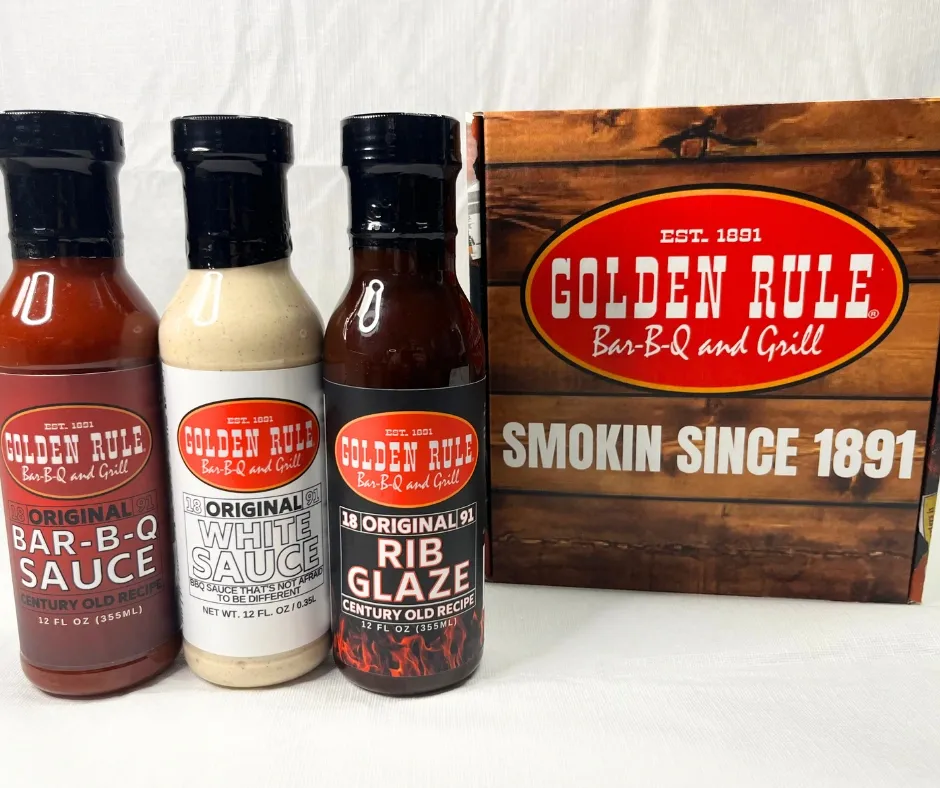 EST. 1891
GOLDEN RULE
Bar-B-Q and Grill
18 ORIGINAL 91
BAR-B-Q
SAUCE
CENTURY OLD RECIPE
12 FL OZ (355ML)
EST. 1891
GOLDEN RULE
Bar-B-Q and Grill
18 ORIGINAL 91
WHITE
SAUCE
BBQ SAUCE THAT'S NOT AFRAID
TO BE DIFFERENT
NET WT. 12 FL. OZ / 0.35L
EST. 1891
GOLDEN RULE
Bar-B-Q and Grill
18 ORIGINAL 91
RIB
GLAZE
CENTURY OLD RECIPE
12 FL OZ (355ML)
EST. 1891
GOLDEN RULE®
Bar-B-Q and Grill
SMOKIN SINCE 1891